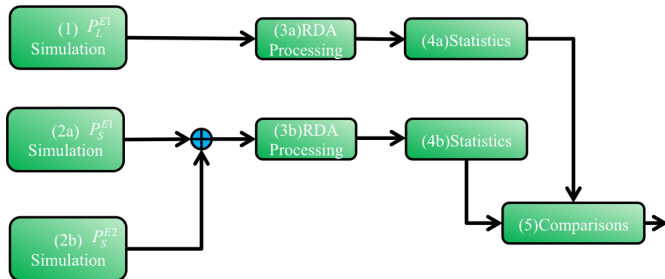 (1) P_L^{E1}
Simulation
(3a)RDA
Processing
(4a)Statistics
(2a) P_S^{E1}
Simulation
(3b)RDA
Processing
(4b)Statistics
(2b) P_S^{E2}
Simulation
(5)Comparisons